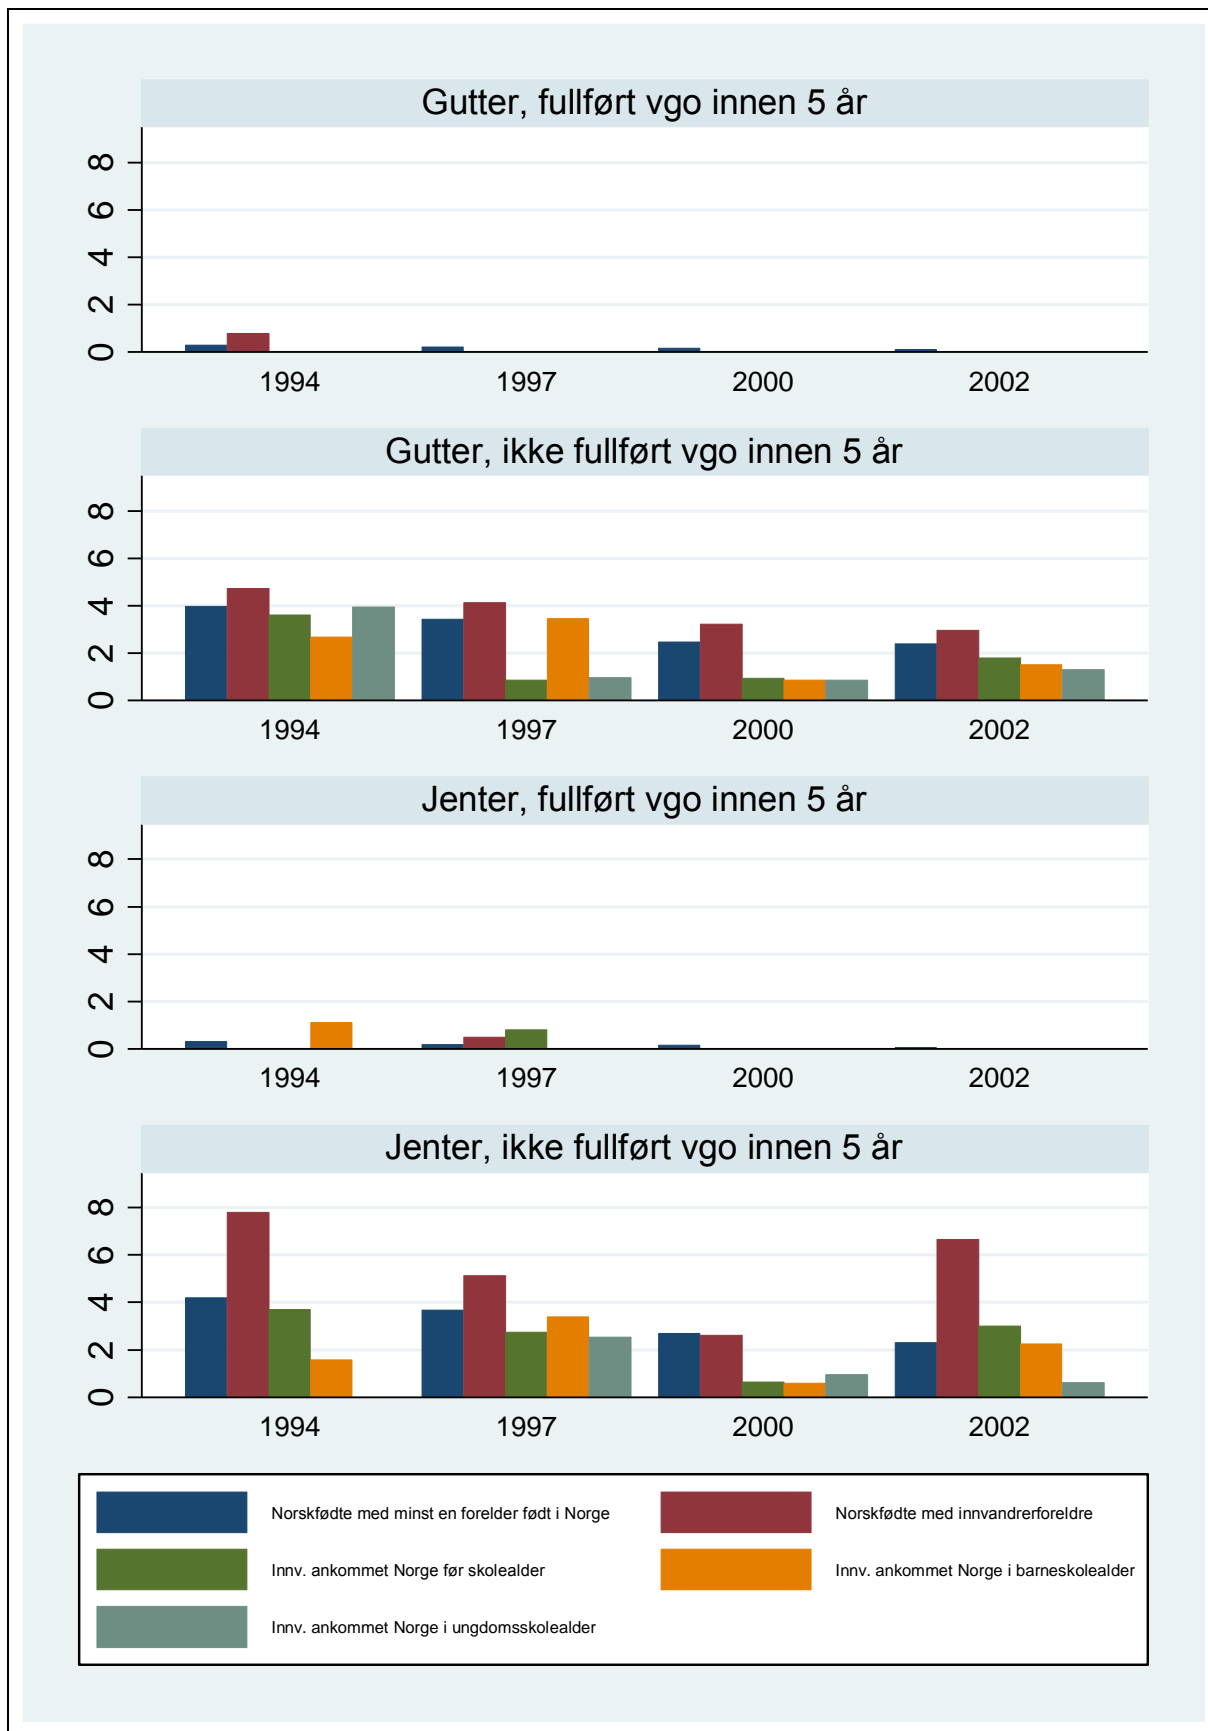 Gutter, fullført vgo innen 5 år
8
6
4
2
0
1994 1997 2000 2002
Gutter, ikke fullført vgo innen 5 år
8
6
4
2
0
1994 1997 2000 2002
Jenter, fullført vgo innen 5 år
8
6
4
2
0
1994 1997 2000 2002
Jenter, ikke fullført vgo innen 5 år
8
6
4
2
0
1994 1997 2000 2002
Norskfødte med minst en forelder født i Norge Norskfødte med innvandrerforeldre
Innv. ankommet Norge før skolealder Innv. ankommet Norge i barneskolealder
Innv. ankommet Norge i ungdomsskolealder